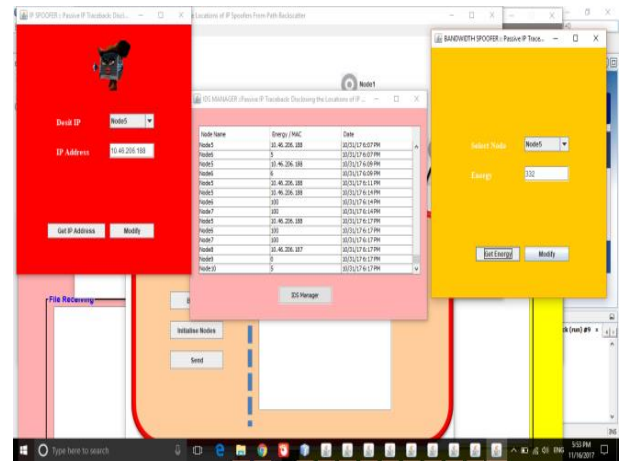 IP SPOOFER :: Passive IP Traceback: Discl...
Locations of IP Spoofers From Path Backscatter
BANDWIDTH SPOOFER :: Passive IP Trace...
Node1
IDS MANAGER ::Passive IP Traceback: Disclosing the Locations of IP ...
Destl IP
Node5
IP Address
10.46.206.188
Get IP Address
Modify
Node Name Energy / MAC Date
Node5 10.46.206.188 10/31/17 6:07 PM
Node6 5 10/31/17 6:07 PM
Node5 10.46.206.188 10/31/17 6:09 PM
Node6 6 10/31/17 6:09 PM
Node5 10.46.206.188 10/31/17 6:11 PM
Node5 10.46.206.188 10/31/17 6:14 PM
Node6 100 10/31/17 6:14 PM
Node7 100 10/31/17 6:14 PM
Node5 10.46.206.188 10/31/17 6:17 PM
Node6 100 10/31/17 6:17 PM
Node7 100 10/31/17 6:17 PM
Node8 10.46.206.187 10/31/17 6:17 PM
Node9 0 10/31/17 6:17 PM
Node10 5 10/31/17 6:17 PM
IDS Manager
Select Node
Node5
Energy
332
Get Energy
Modify
File Receiving
Initialise Nodes
Send
ck (run) #9
INS
Type here to search
ENG
5:53 PM
11/16/2017